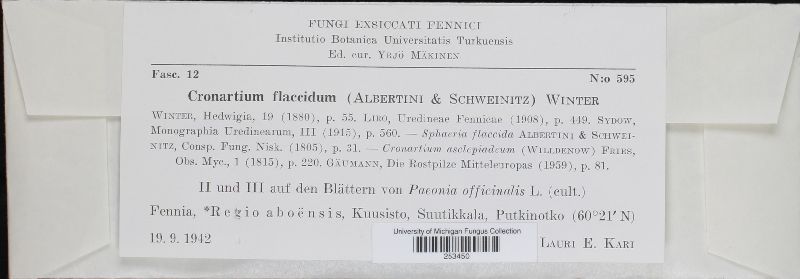 FUNGI EXSICCATI FENNICI
Institutio Botanica Universitatis Turkuensis
Ed. cur. YRJÖ MÄKINEN
Fasc. 12 N:o 595
Cronartium flaccidum (ALBERTINI & SCHWEINITZ) WINTER
WINTER, Hedwigia, 19 (1880), p. 55. LIRO, Uredineae Fennicae (1908), p. 449. SYDOW,
Monographia Uredinearum, III (1915), p. 560. — Sphaeria flaccida ALBERTINI & SCHWEI-
NITZ, Consp. Fung. Nisk. (1805), p. 31. — Cronartium asclepiadeum (WILLDENOW) FRIES,
Obs. Myc., 1 (1815), p. 220. GÄUMANN, Die Rostpilze Mitteleuropas (1959), p. 81.
II und III auf den Blättern von Paeonia officinalis L. (cult.)
Fennia, *Regio aboënsis, Kuusisto, Suutikkala, Putkinotko (60°21′ N)
19. 9. 1942 LAURI E. KARI
University of Michigan Fungus Collection
253450